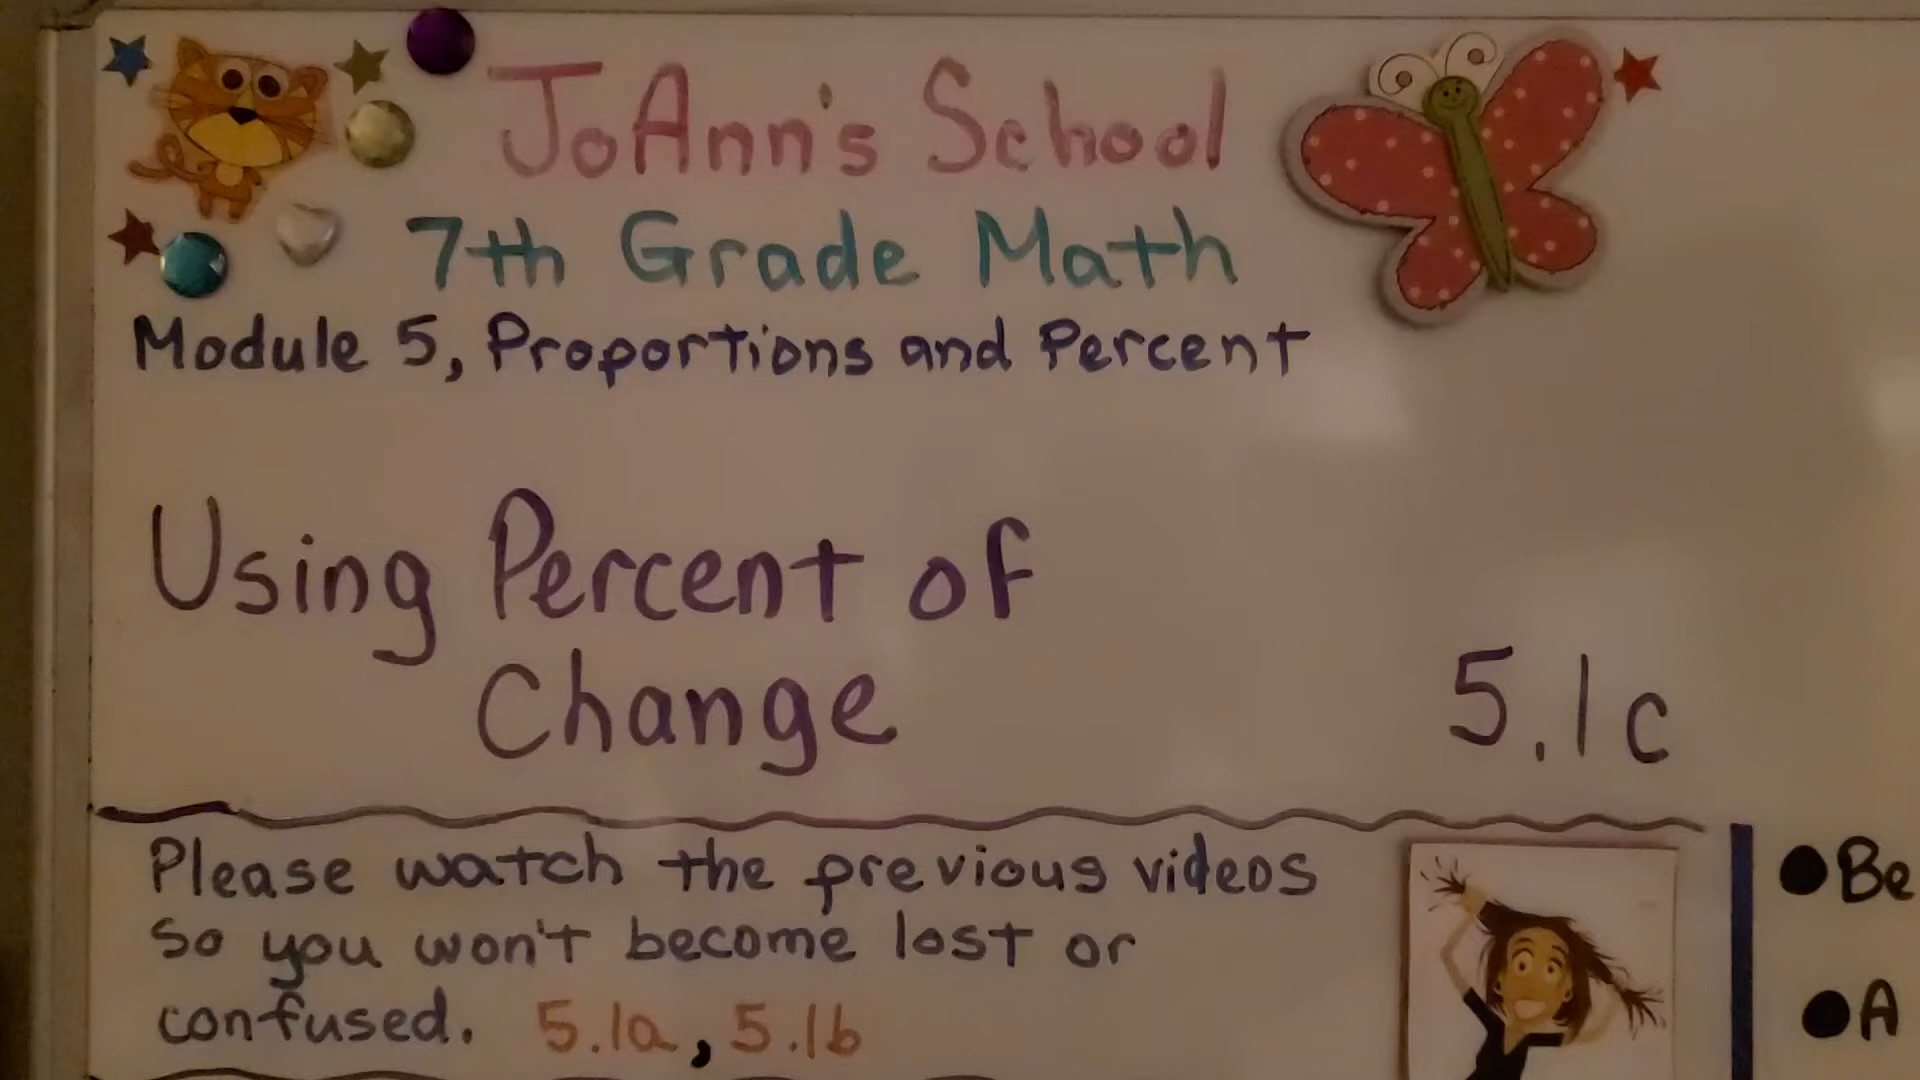 JoAnn's School
7th Grade Math
Module 5, Proportions and Percent
Using Percent of
Change
5.1c
Please watch the previous videos
so you won't become lost or
confused. 5.1a, 5.1b
Be
A